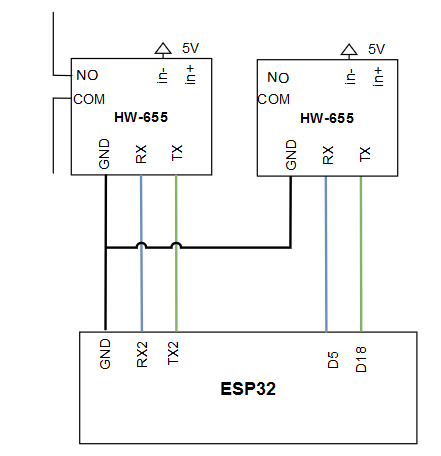 5V
5V
NO
in-
in+
NO
in-
in+
COM
COM
HW-655
HW-655
GND
RX
TX
GND
RX
TX
GND
RX2
TX2
D5
D18
ESP32